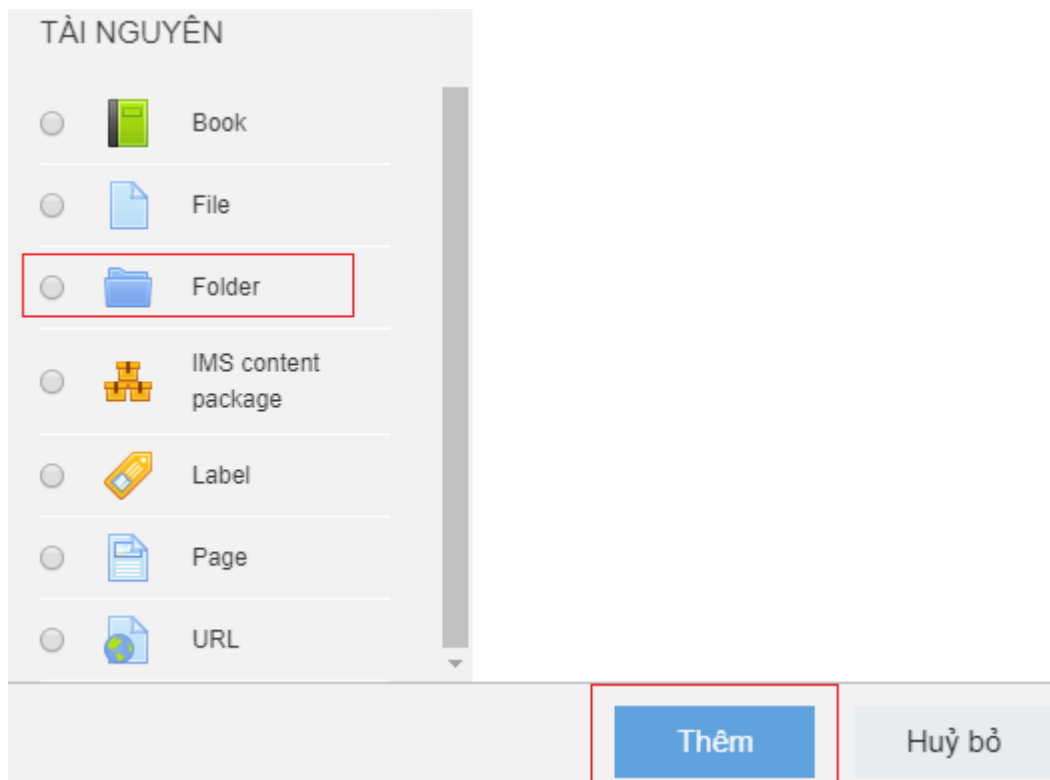 TÀI NGUYÊN
Book
File
Folder
IMS content
package
Label
Page
URL
Thêm
Huỷ bỏ